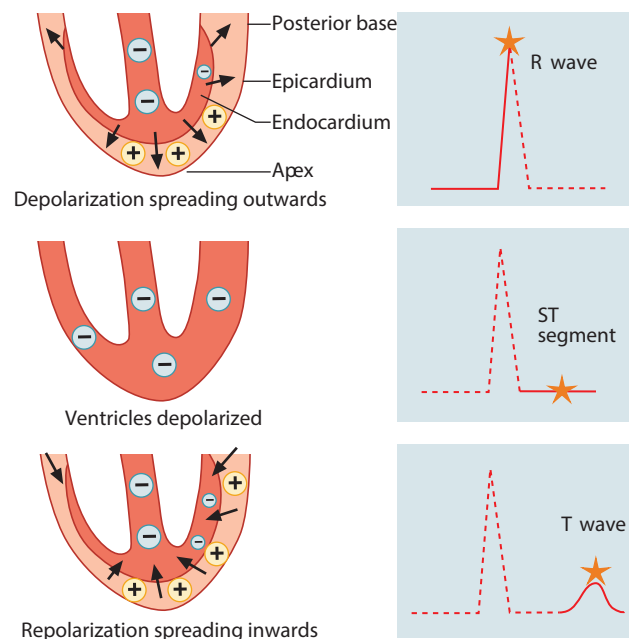 Posterior base
Epicardium
Endocardium
Apex
Depolarization spreading outwards
R wave
Ventricles depolarized
ST
segment
Repolarization spreading inwards
T wave